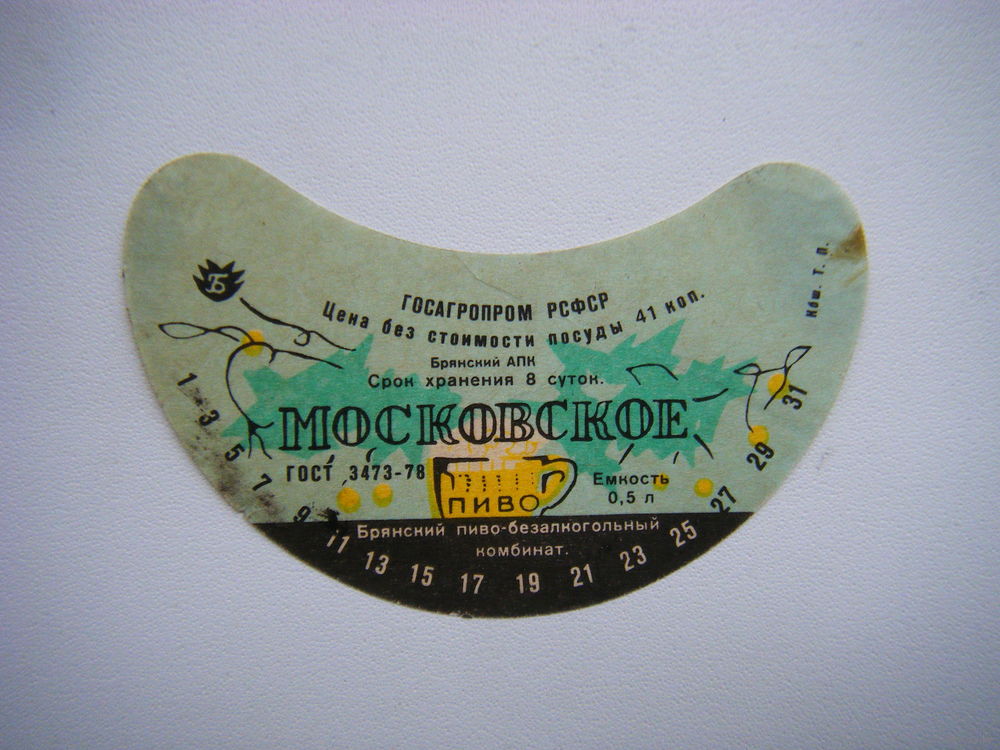 Б
ГОСАГРОПРОМ РСФСР
Цена без стоимости посуды 41 коп.
Брянский АПК
Срок хранения 8 суток.
МОСКОВСКОЕ
ГОСТ 3473-78
ПИВО
Емкость
0,5 л
Брянский пиво-безалкогольный
комбинат.
1 3 5 7 9 11 13 15 17 19 21 23 25 27 29 31
Т. П.